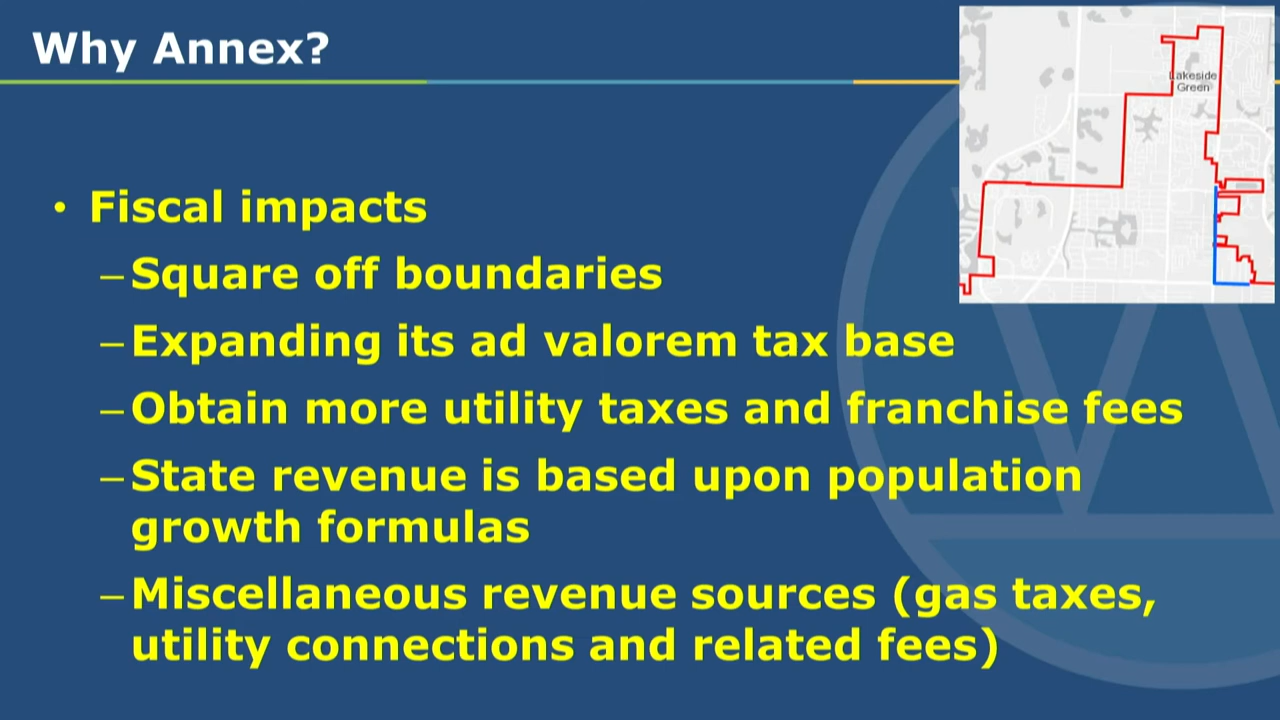 Why Annex?
Lakeside
Green
• Fiscal impacts
–Square off boundaries
–Expanding its ad valorem tax base
–Obtain more utility taxes and franchise fees
–State revenue is based upon population
growth formulas
–Miscellaneous revenue sources (gas taxes,
utility connections and related fees)